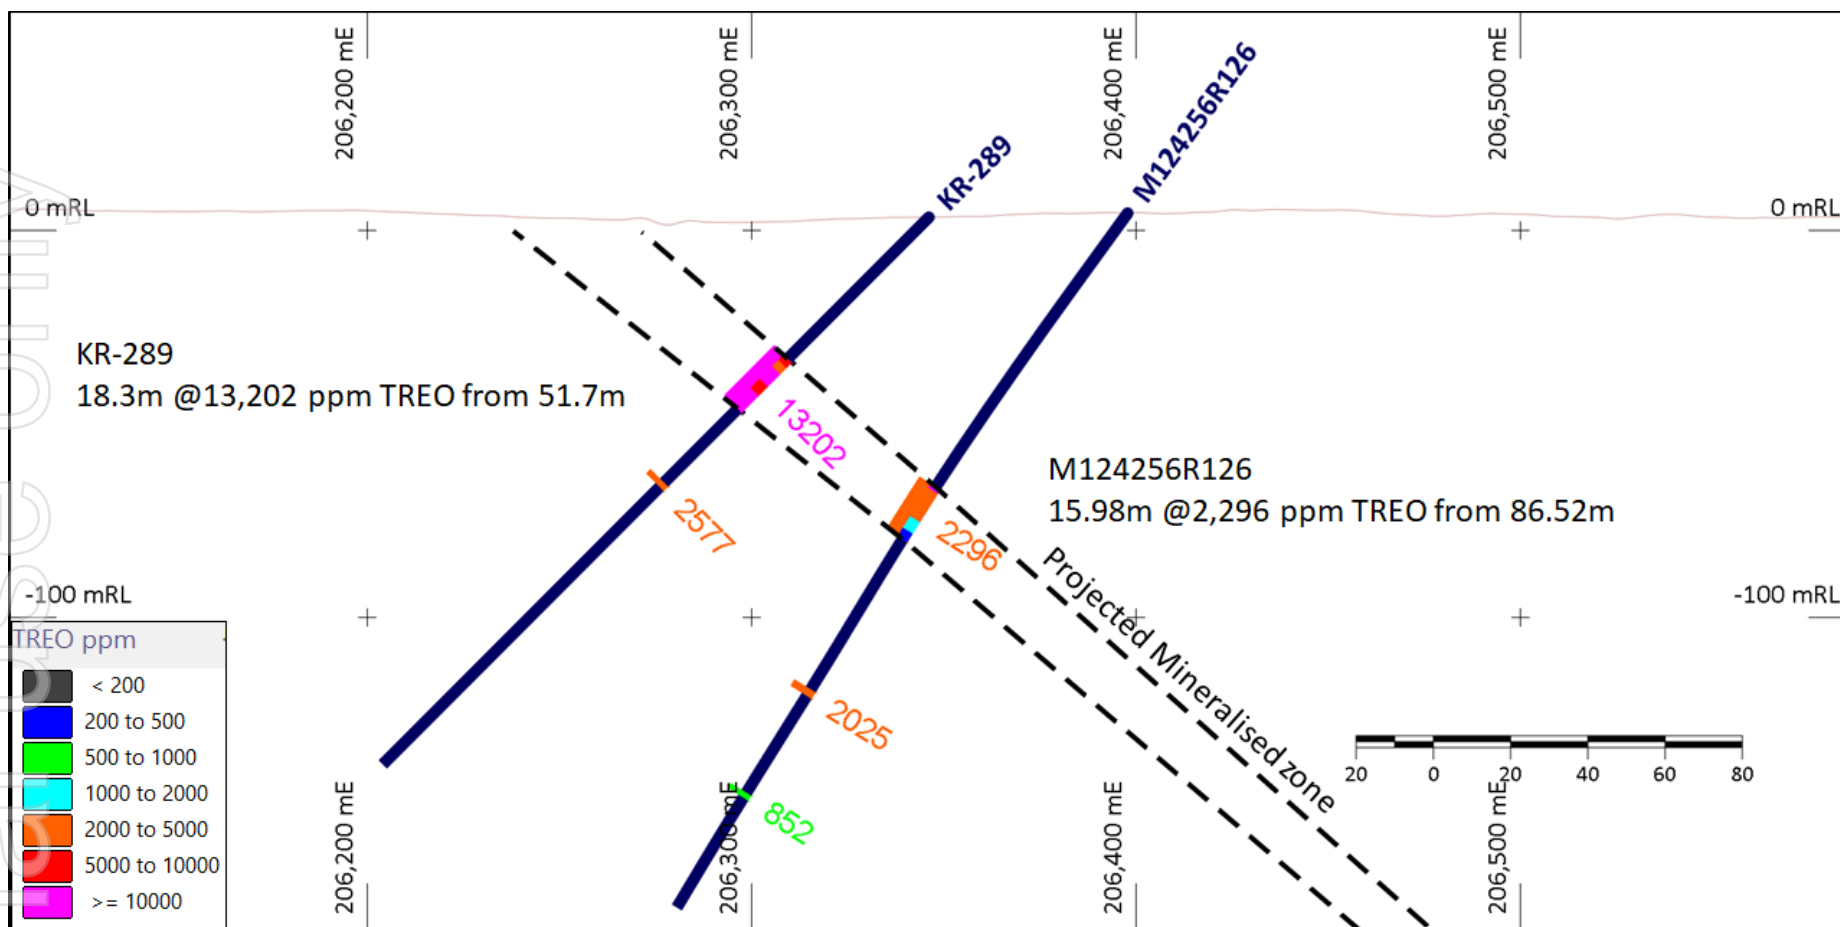 206,200 mE
206,300 mE
206,400 mE
206,500 mE
KR-289
M124256R126
0 mRL
0 mRL
KR-289
18.3m @13,202 ppm TREO from 51.7m
13202
M124256R126
15.98m @2,296 ppm TREO from 86.52m
2577
2296
Projected Mineralised zone
-100 mRL
-100 mRL
2025
852
TREO ppm
< 200
200 to 500
500 to 1000
1000 to 2000
2000 to 5000
5000 to 10000
>= 10000
20 0 20 40 60 80
206,200 mE
206,300 mE
206,400 mE
206,500 mE